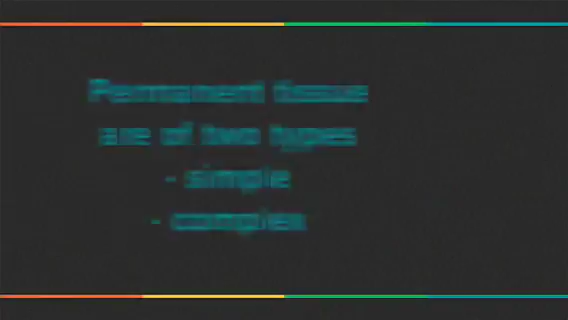 Permanent tissue
are of two types
- simple
- complex